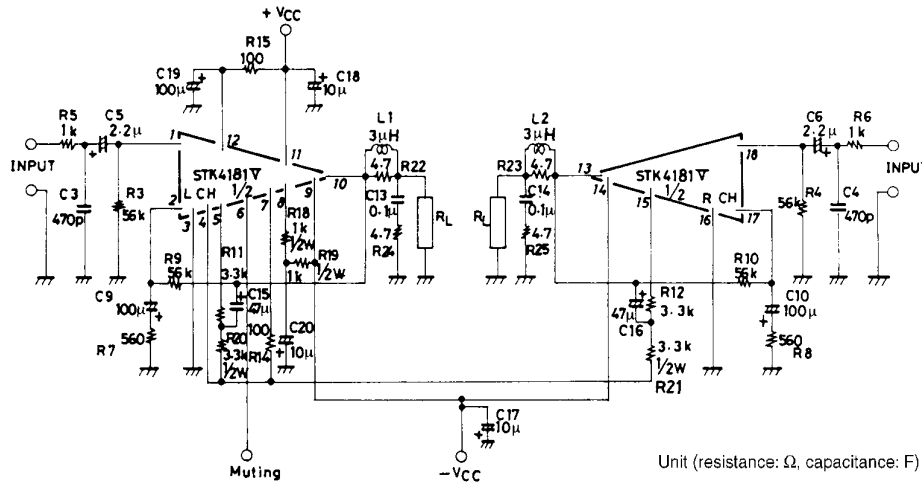 + VCC
R15
100
C19
100μ
C18
10μ
R5
1k
C5
2.2μ
INPUT
C3
470p
R3
56k
1
12
11
STK4181V
L CH
1/2
2
3
4
5
6
7
8
9
10
L1
3μH
4.7
R22
C13
0.1μ
4.7
R24
RL
R18
1k
1/2W
R19
1k
1/2W
R9
56k
R11
3.3k
C15
47μ
C9
100μ
R7
560
R20
3.3k
1/2W
100
R14
C20
10μ
L2
3μH
R23
4.7
C14
0.1μ
4.7
R25
RL
13
14
15
16
17
18
STK4181V
1/2
R CH
C6
2.2μ
R6
1k
INPUT
R4
56k
C4
470p
R10
56k
R12
3.3k
47μ
C16
3.3k
1/2W
R21
C10
100μ
560
R8
C17
10μ
Muting
−VCC
Unit (resistance: Ω, capacitance: F)